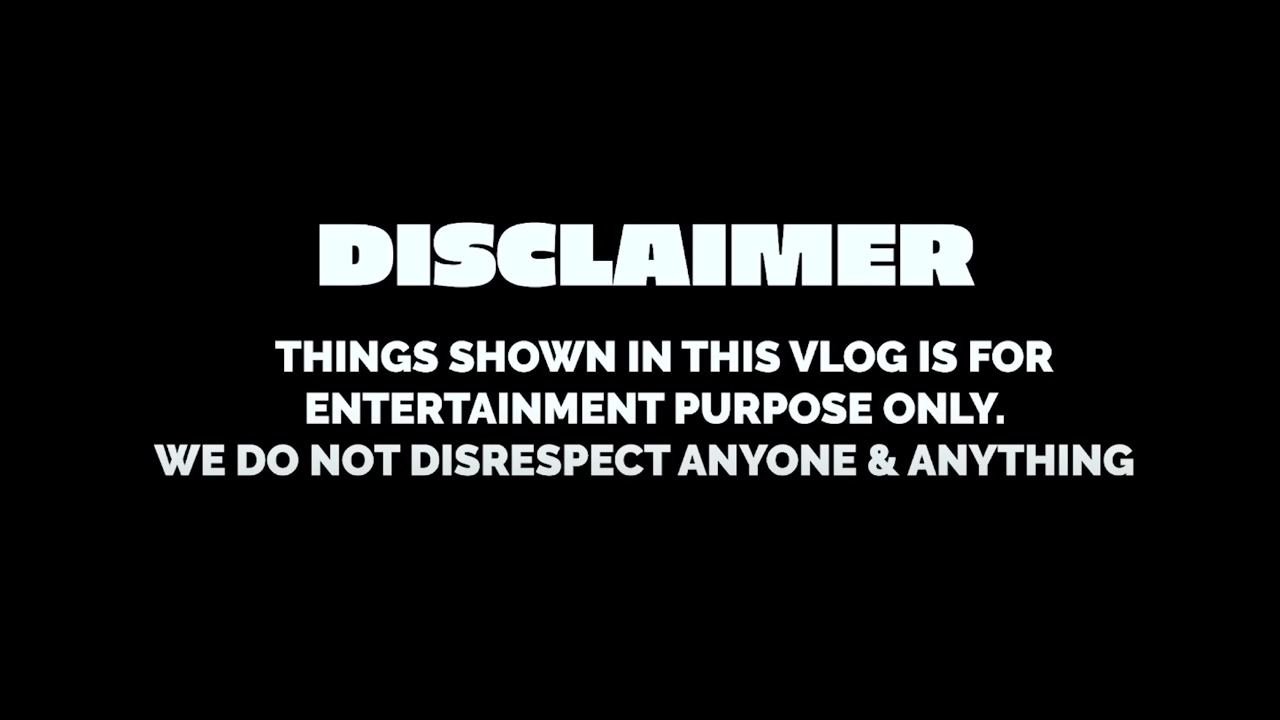 DISCLAIMER
THINGS SHOWN IN THIS VLOG IS FOR
ENTERTAINMENT PURPOSE ONLY.
WE DO NOT DISRESPECT ANYONE & ANYTHING